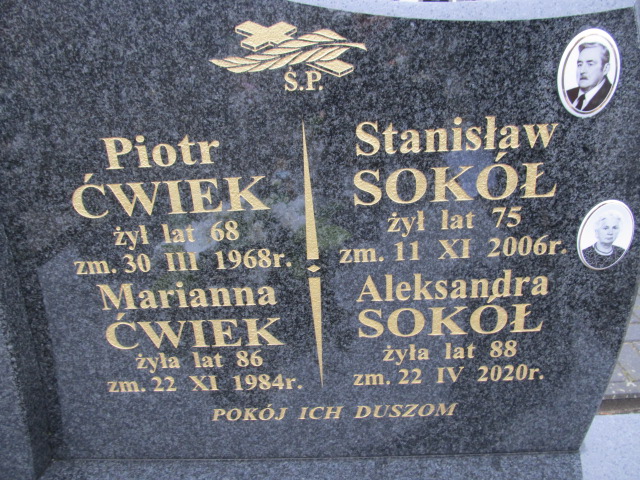 Ś.P.
Piotr
ĆWIEK
żył lat 68
zm. 30 III 1968r.
Marianna
ĆWIEK
żyła lat 86
zm. 22 XI 1984r.
Stanisław
SOKÓŁ
żył lat 75
zm. 11 XI 2006r.
Aleksandra
SOKÓŁ
żyła lat 88
zm. 22 IV 2020r.
POKÓJ ICH DUSZOM